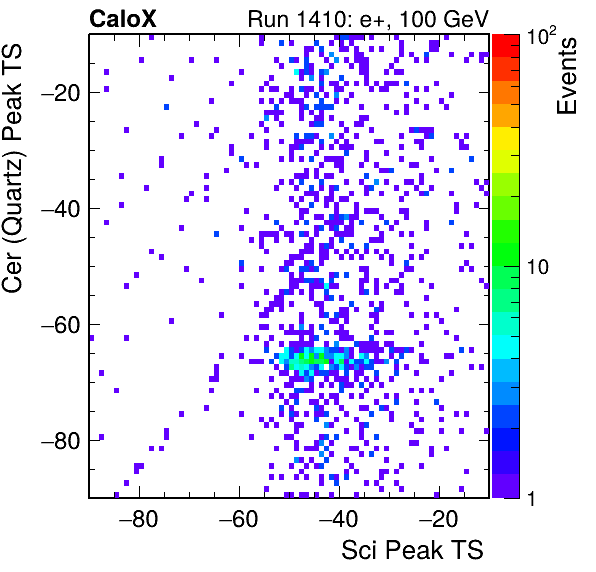 CaloX Run 1410: e+, 100 GeV
Cer (Quartz) Peak TS
−20
−40
−60
−80
−80 −60 −40 −20
Sci Peak TS
10²
10
1
Events